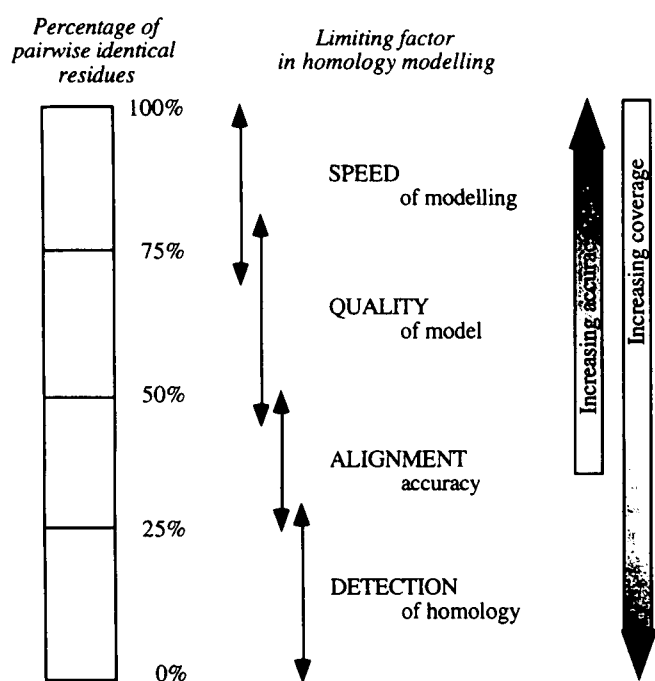 Percentage of
pairwise identical
residues
Limiting factor
in homology modelling
100%
SPEED
of modelling
75%
QUALITY
of model
50%
ALIGNMENT
accuracy
25%
DETECTION
of homology
0%
Increasing accurac
Increasing coverage